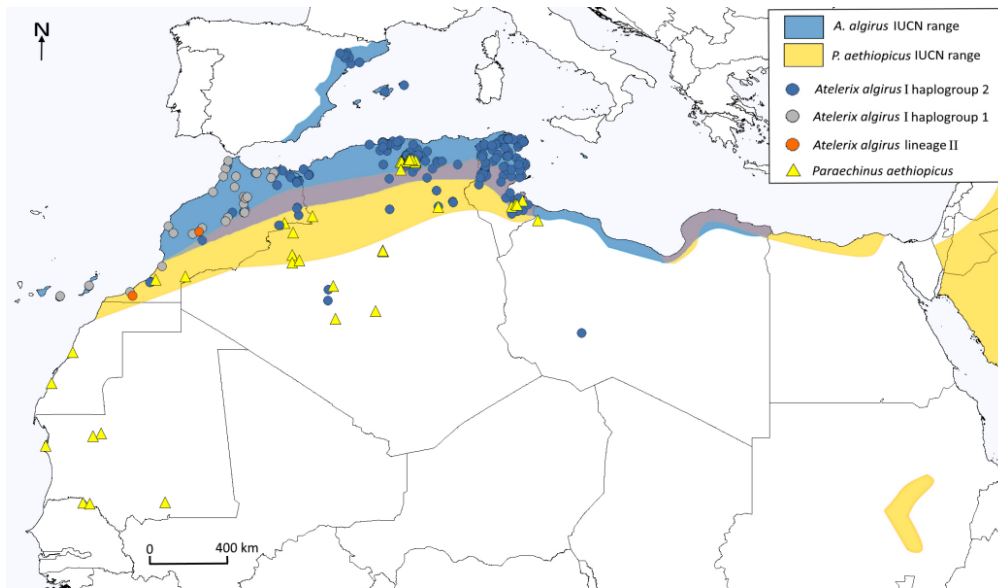 N
A. algirus IUCN range
P. aethiopicus IUCN range
Atelerix algirus I haplogroup 2
Atelerix algirus I haplogroup 1
Atelerix algirus lineage II
Paraechinus aethiopicus
0 400 km